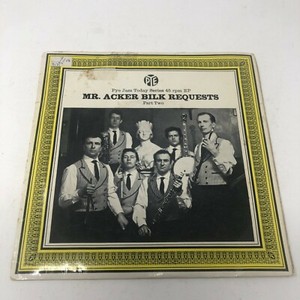 PYE
Pye Jazz Today Series 45 rpm EP
MR. ACKER BILK REQUESTS
Part Two